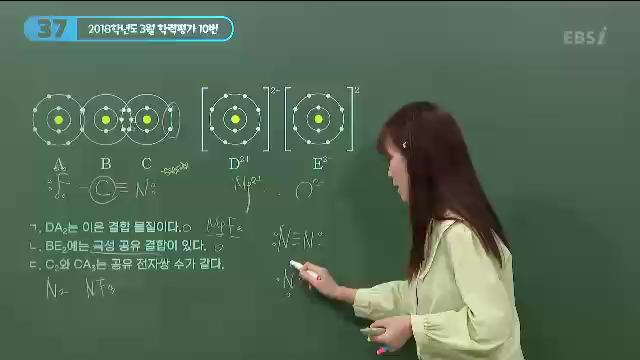 37 2018학년도 3월 학력평가 10번
EBSi
2- 2-
A B C D²⁺ E²⁻
F - C ≡ N Mg²⁺ O²⁻
ㄱ. DA₂는 이온 결합 물질이다. O MgF₂
ㄴ. BE₂에는 극성 공유 결합이 있다. O
ㄷ. C₂와 CA₃는 공유 전자쌍 수가 같다.
N₂ NF₃
N≡N
N